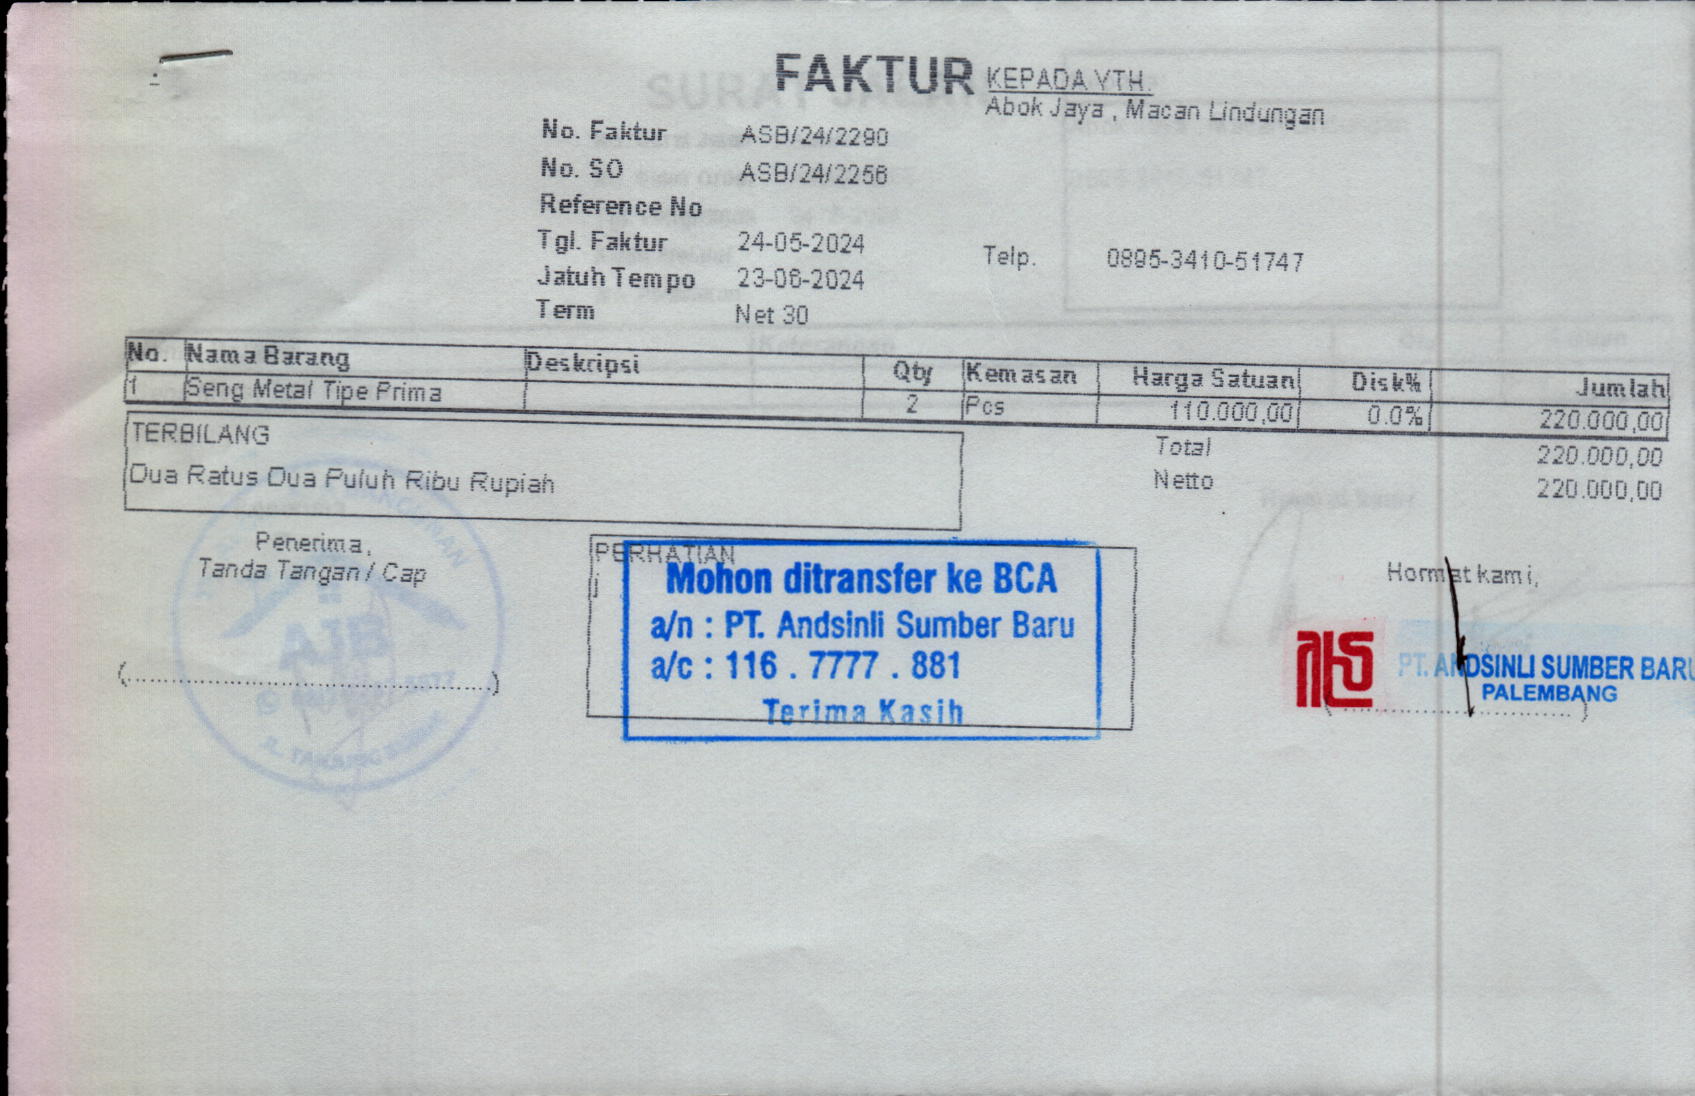 FAKTUR
KEPADA YTH.
Abok Jaya , Macan Lindungan
No. Faktur ASB/24/2290
No. SO ASB/24/2256
Reference No
Tgl. Faktur 24-05-2024
Telp. 0895-3410-51747
Jatuh Tempo 23-06-2024
Term Net 30
No. Nama Barang Deskripsi Qty Kemasan Harga Satuan Disk% Jumlah
1 Seng Metal Tipe Prima 2 Pcs 110.000,00 0.0% 220.000,00
TERBILANG
Dua Ratus Dua Puluh Ribu Rupiah
Total 220.000,00
Netto 220.000,00
Penerima,
Tanda Tangan / Cap
(........................................................)
PERHATIAN
Mohon ditransfer ke BCA
a/n : PT. Andsinli Sumber Baru
a/c : 116 . 7777 . 881
Terima Kasih
Hormat kami,
PT. ANDSINLI SUMBER BARU
PALEMBANG